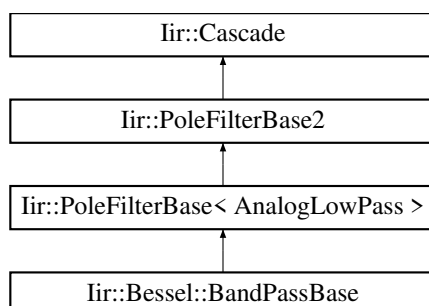 Iir::Cascade
Iir::PoleFilterBase2
Iir::PoleFilterBase< AnalogLowPass >
Iir::Bessel::BandPassBase